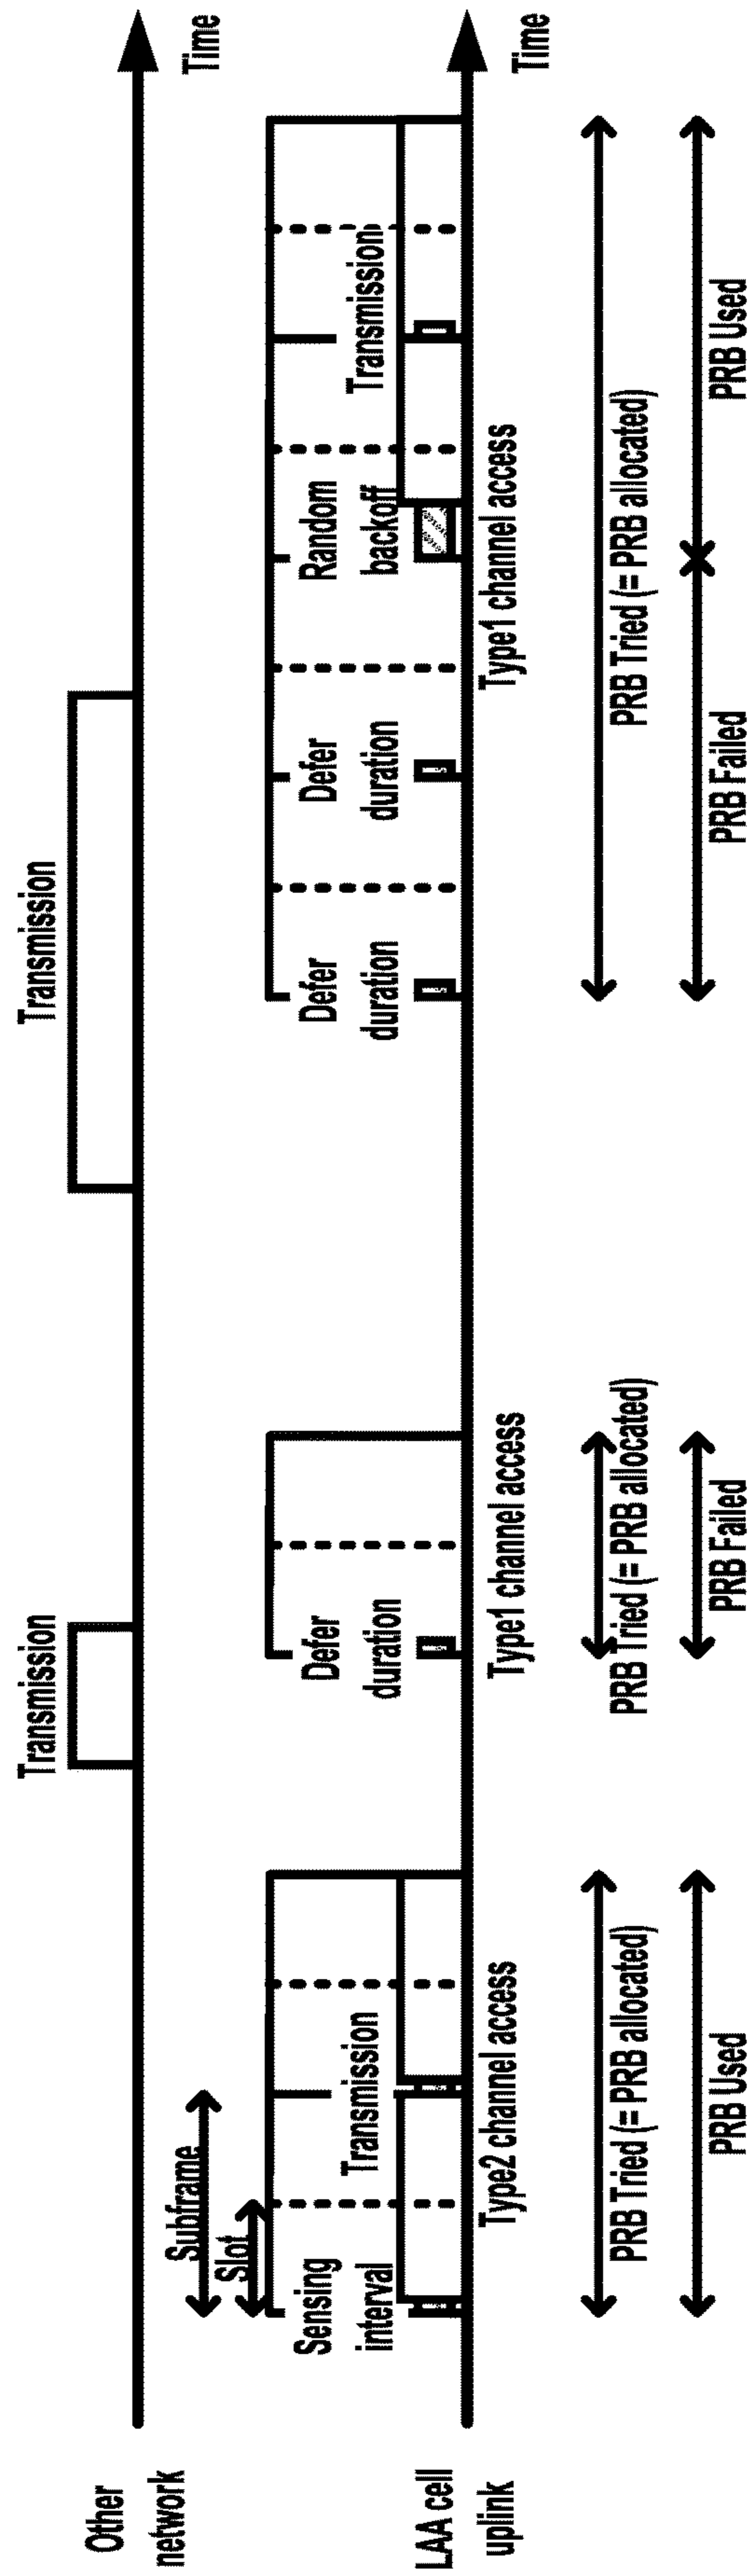 Other
network
Transmission
Transmission
Time
Subframe
Slot
Sensing
interval
Transmission
Defer
duration
Defer
duration
Defer
duration
Random
backoff
Transmission
LAA cell
uplink
Time
Type2 channel access
Type1 channel access
Type1 channel access
PRB Tried (= PRB allocated)
PRB Tried (= PRB allocated)
PRB Tried (= PRB allocated)
PRB Used
PRB Failed
PRB Failed
PRB Used